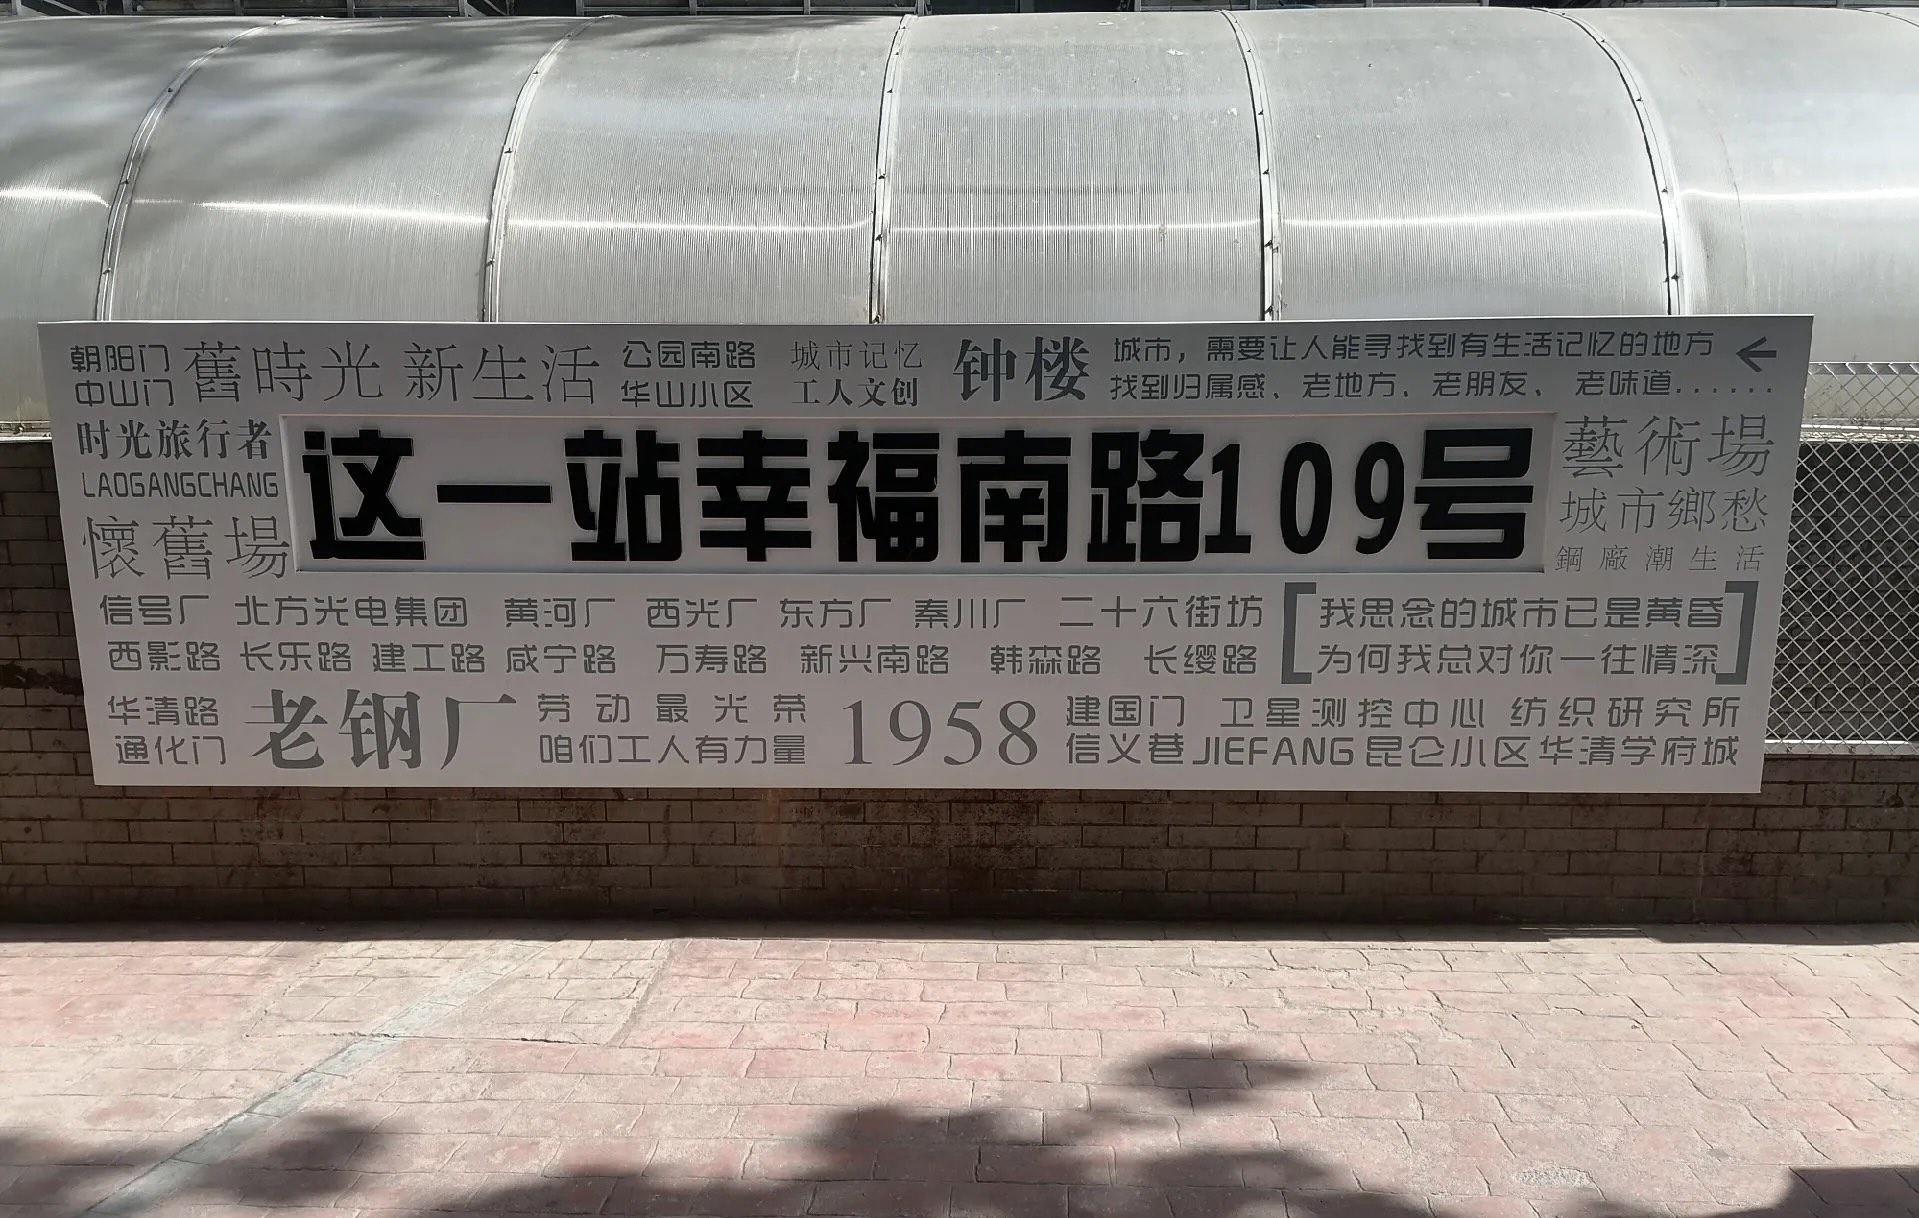 朝阳门
中山门
舊時光 新生活
公园南路
华山小区
城市记忆
工人文创
钟楼
城市，需要让人能寻找到有生活记忆的地方
找到归属感、老地方、老朋友、老味道......
←
时光旅行者
LAOGANGCHANG
懷舊場
这一站幸福南路109号
藝術場
城市鄉愁
鋼廠潮生活
信号厂 北方光电集团 黄河厂 西光厂 东方厂 秦川厂 二十六街坊
西影路 长乐路 建工路 咸宁路 万寿路 新兴南路 韩森路 长缨路
[我思念的城市已是黄昏
为何我总对你一往情深]
华清路
通化门
老钢厂
劳动最光荣
咱们工人有力量
1958
建国门 卫星测控中心 纺织研究所
信义巷 JIEFANG 昆仑小区 华清学府城